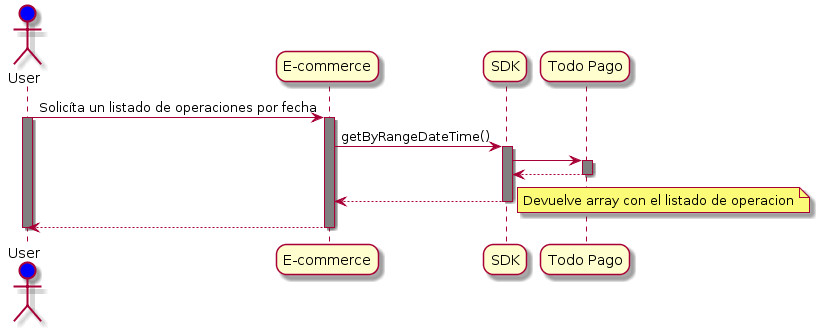 User
E-commerce
SDK
Todo Pago
Solicíta un listado de operaciones por fecha
getByRangeDateTime()
Devuelve array con el listado de operacion
User
E-commerce
SDK
Todo Pago